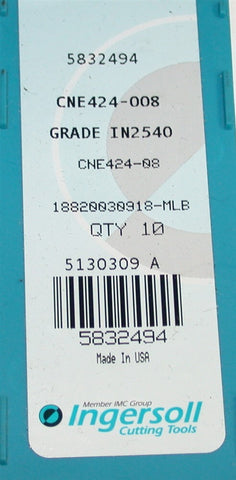 5832494
CNE424-008
GRADE IN2540
CNE424-08
18820030918-MLB
QTY 10
5130309 A
5832494
Made In USA
Member IMC Group
Ingersoll
Cutting Tools